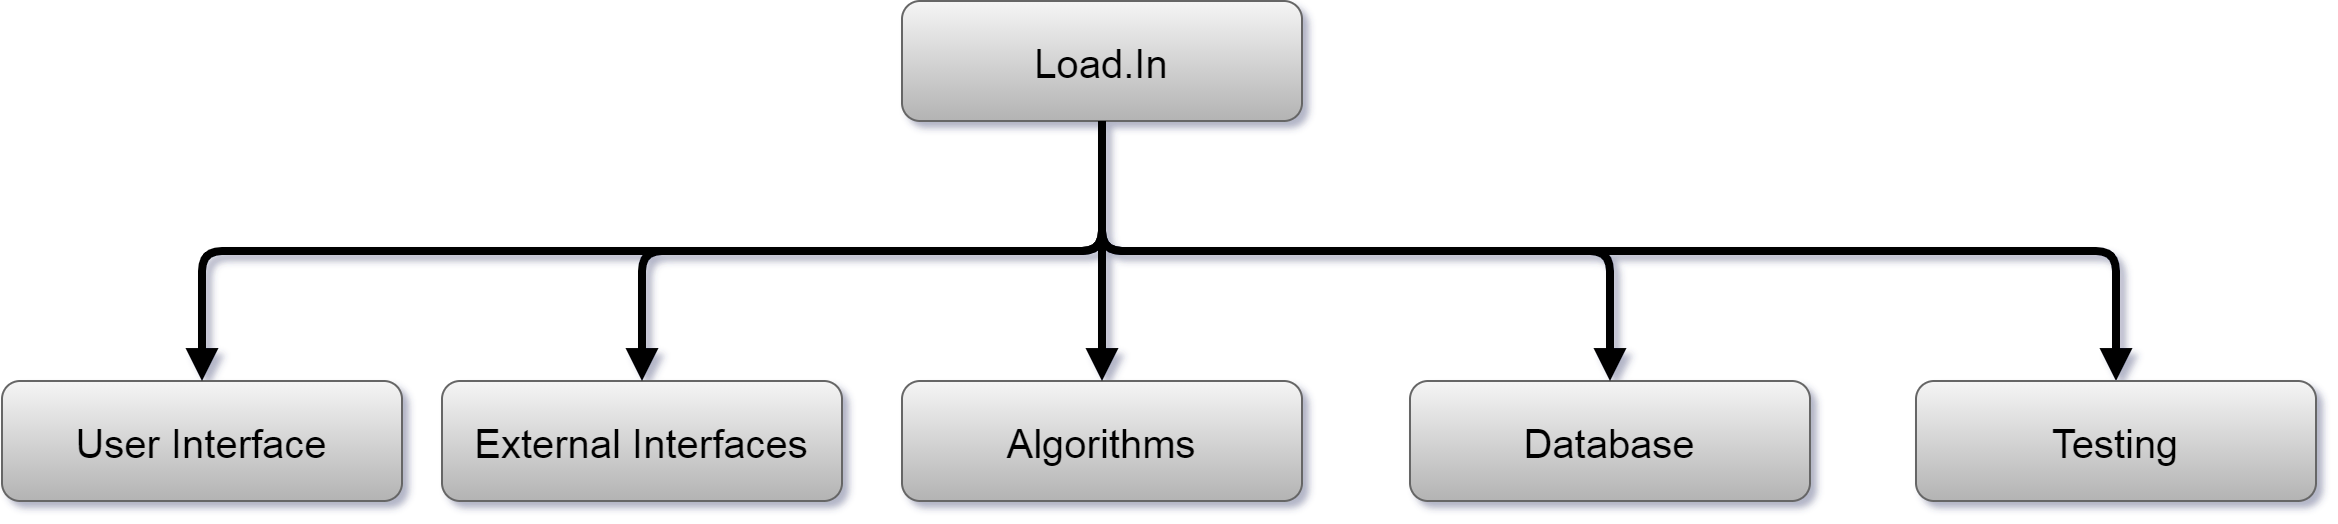 Load.In
User Interface
External Interfaces
Algorithms
Database
Testing